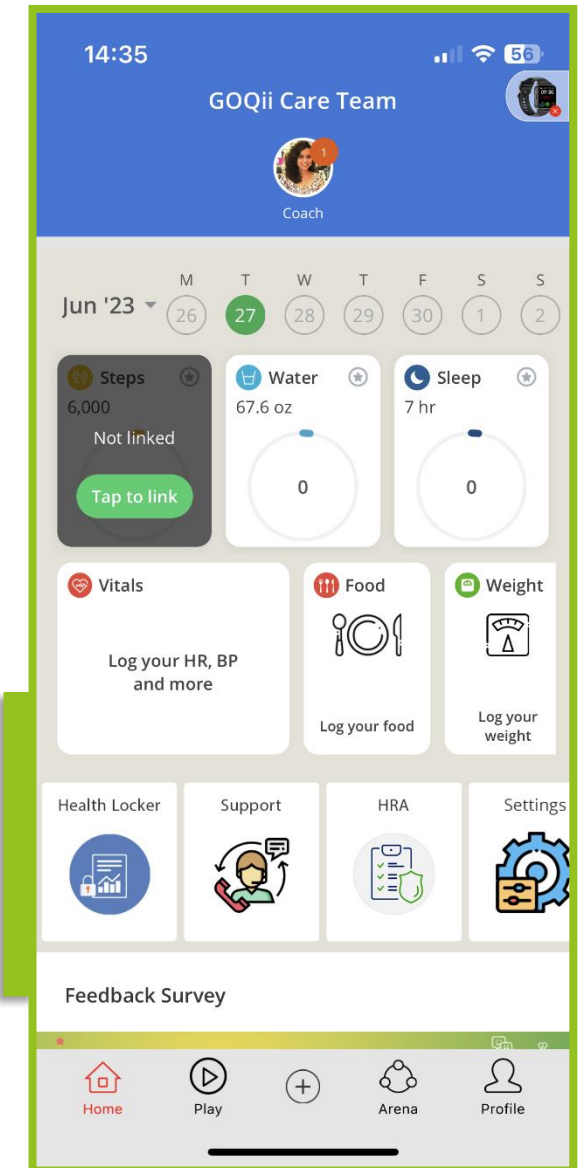 14:35
56
GOQii Care Team
1
Coach
M T W T F S S
Jun '23 26 27 28 29 30 1 2
Steps
6,000
Not linked
Tap to link
Water
67.6 oz
0
Sleep
7 hr
0
Vitals
Log your HR, BP
and more
Food
Log your food
Weight
Log your
weight
Health Locker
Support
HRA
Settings
Feedback Survey
Home
Play
Arena
Profile